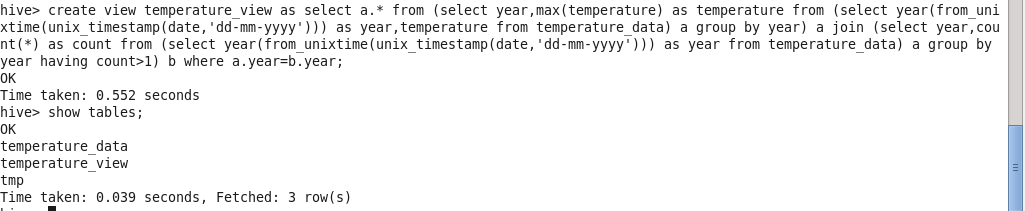 hive> create view temperature_view as select a.* from (select year,max(temperature) as temperature from (select year(from_uni
xtime(unix_timestamp(date,'dd-mm-yyyy'))) as year,temperature from temperature_data) a group by year) a join (select year,cou
nt(*) as count from (select year(from_unixtime(unix_timestamp(date,'dd-mm-yyyy'))) as year from temperature_data) a group by
year having count>1) b where a.year=b.year;
OK
Time taken: 0.552 seconds
hive> show tables;
OK
temperature_data
temperature_view
tmp
Time taken: 0.039 seconds, Fetched: 3 row(s)